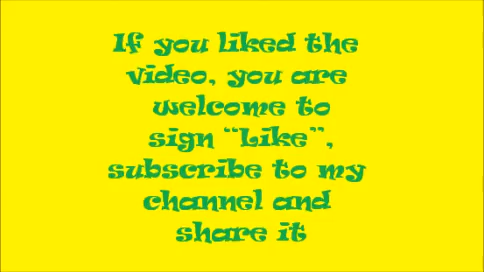 If you liked the
video, you are
welcome to
sign “Like”,
subscribe to my
channel and
share it